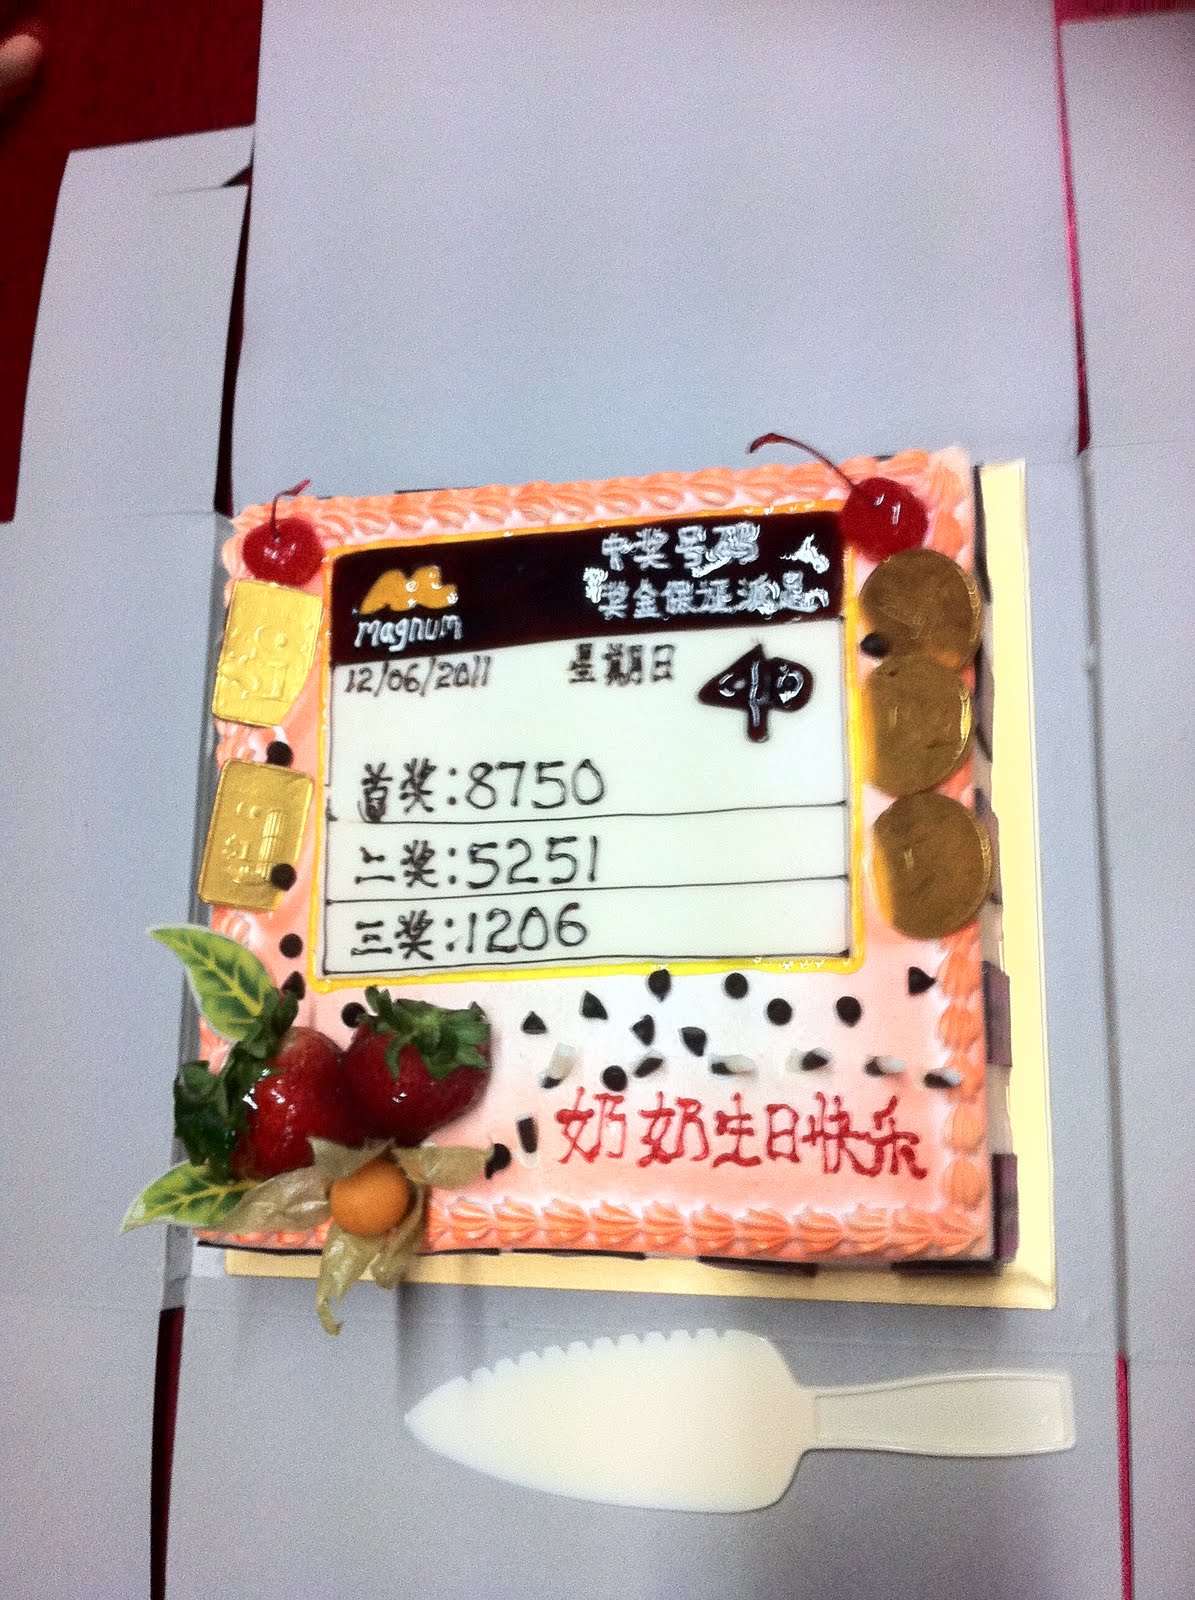 中奖号码
奖金保证派足
Magnum
12/06/2011 星期日 4D
首奖:8750
二奖:5251
三奖:1206
奶奶生日快乐